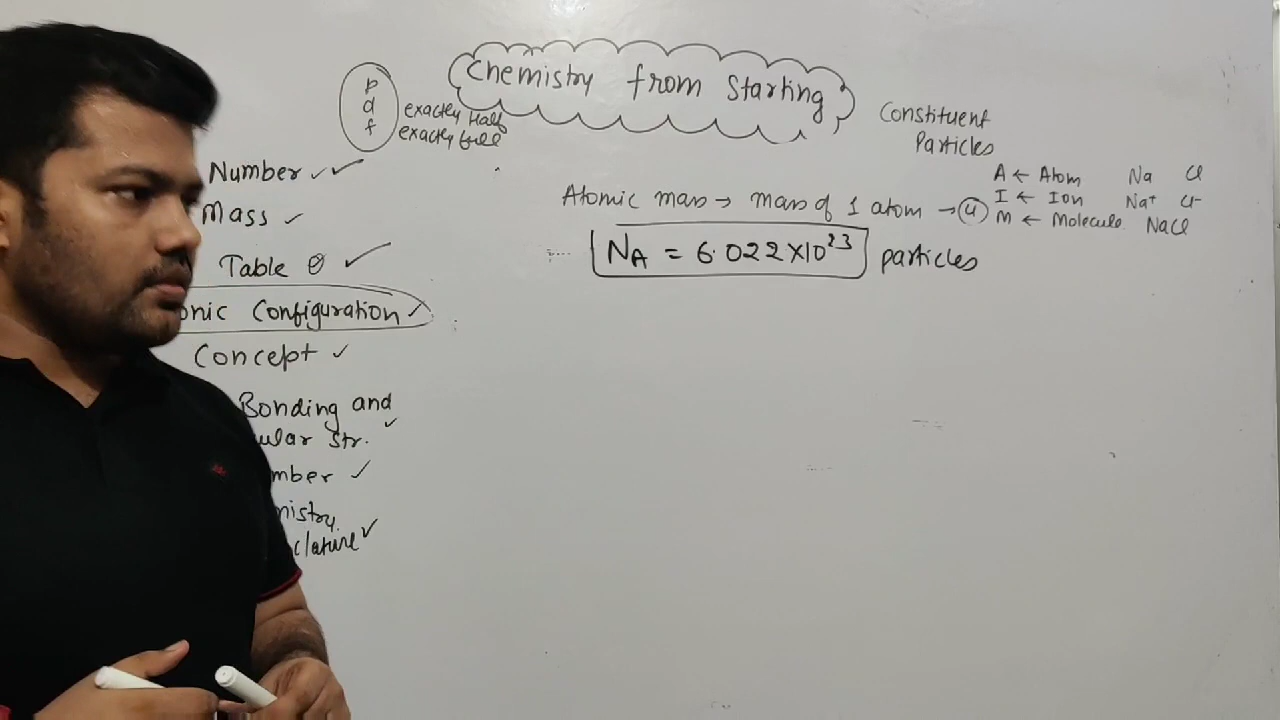 Chemistry from Starting
p
d
f
exactly Half
exactly full
Number ✓✓
Mass ✓
Table ✓
onic Configuration ✓
Concept ✓
Bonding and
ular Str. ✓
mber ✓
nistry
clature ✓
Constituent
Particles
A ← Atom Na Cl
I ← Ion Na⁺ Cl⁻
M ← Molecule NaCl
Atomic mass → mass of 1 atom → (u)
N_A = 6.022×10²³ particles